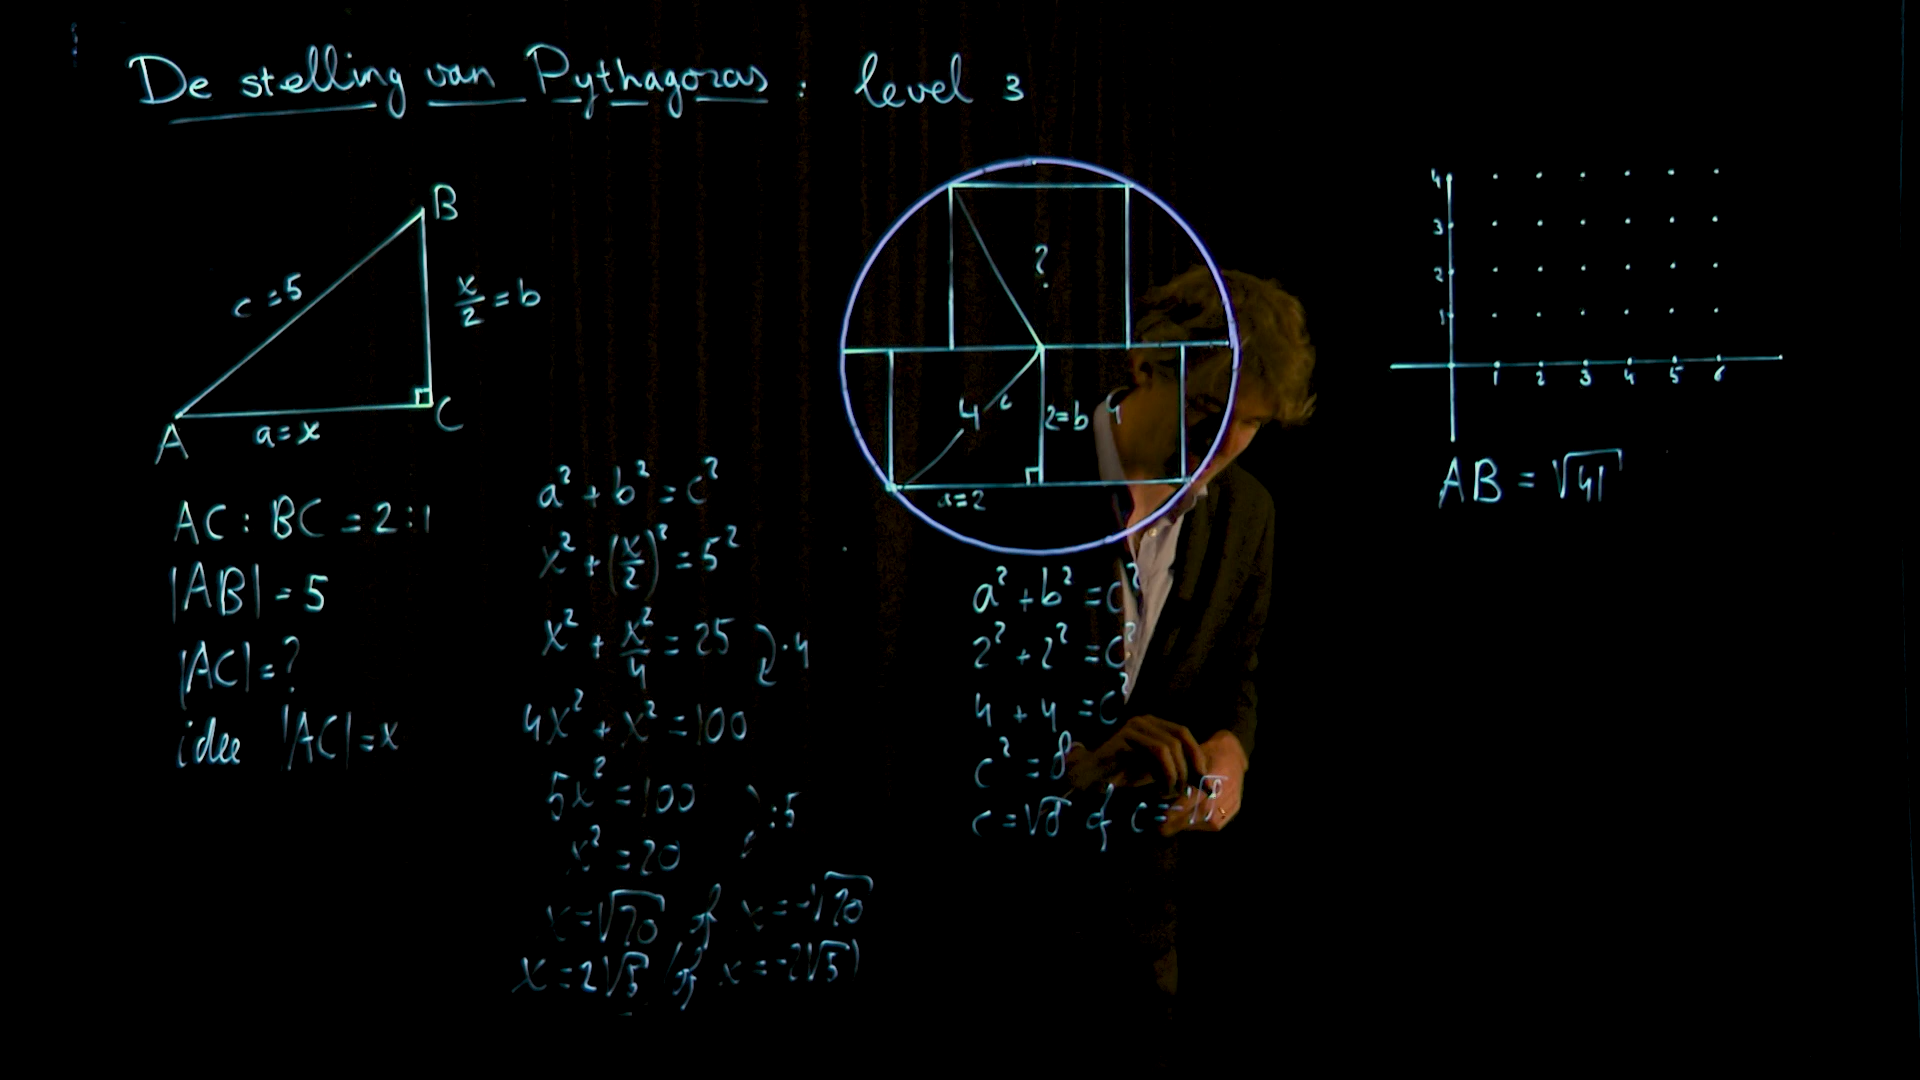 De stelling van Pythagoras : level 3
B
c = 5
x/2 = b
A
a = x
C
AC : BC = 2 : 1
|AB| = 5
|AC| = ?
idee |AC| = x
a² + b² = c²
x² + (x/2)² = 5²
x² + x²/4 = 25 ) · 4
4x² + x² = 100
5x² = 100
x² = 20 ) : 5
x = √20 of x = -√20
x = 2√5 (of x = -2√5)
?
4 c 2 = b 4
a = 2
a² + b² = c²
2² + 2² = c²
4 + 4 = c²
c² = 8
c = √8 of c = -√8
4
3
2
1
1 2 3 4 5 6
AB = √41